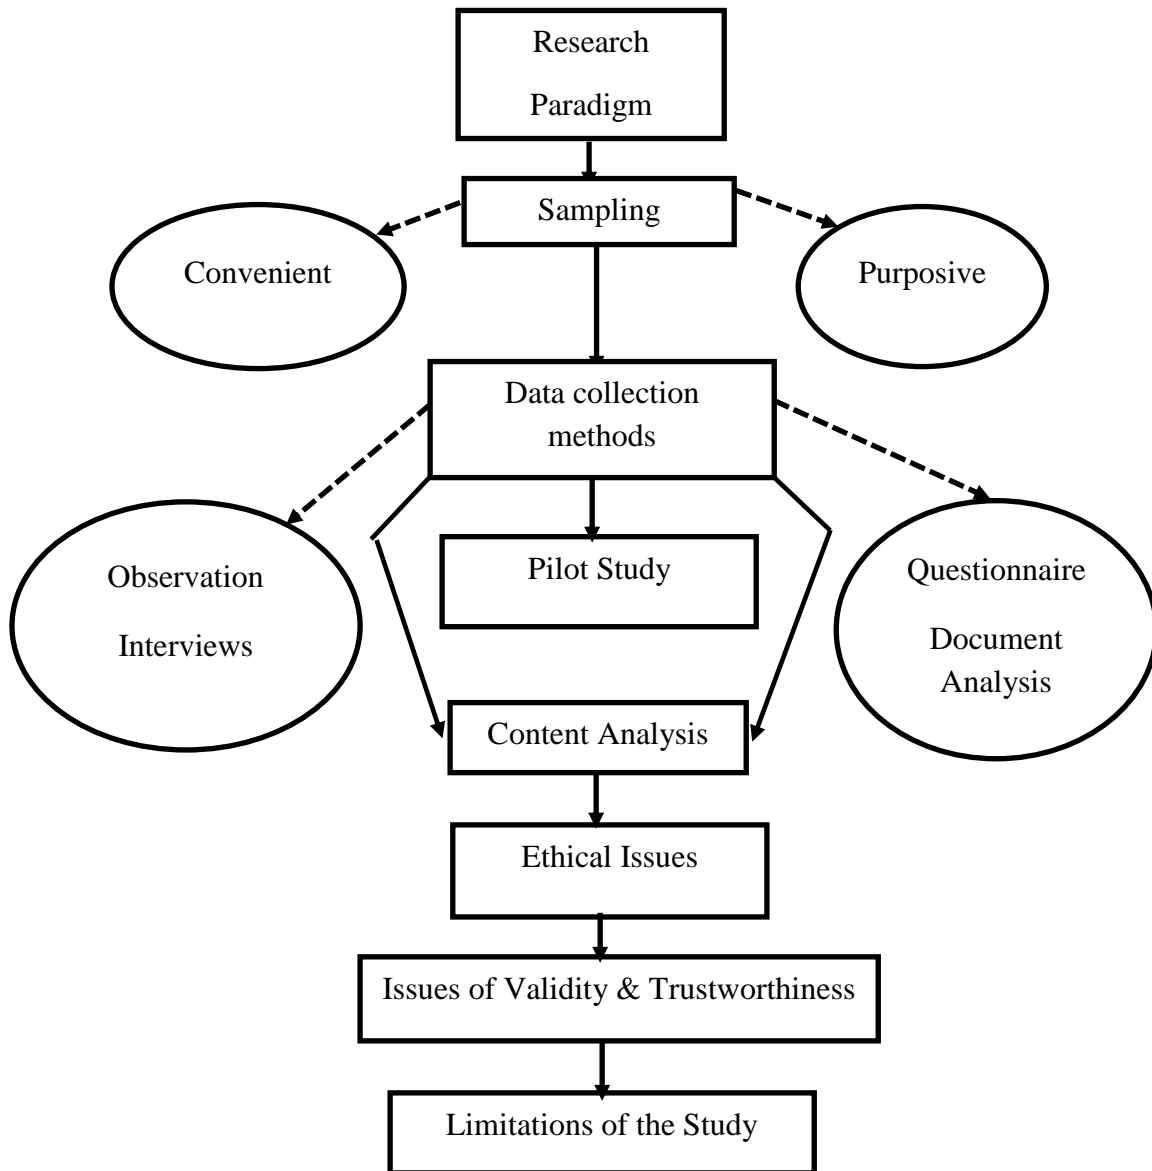 Research
Paradigm
Sampling
Convenient
Purposive
Data collection
methods
Observation
Interviews
Pilot Study
Questionnaire
Document
Analysis
Content Analysis
Ethical Issues
Issues of Validity & Trustworthiness
Limitations of the Study